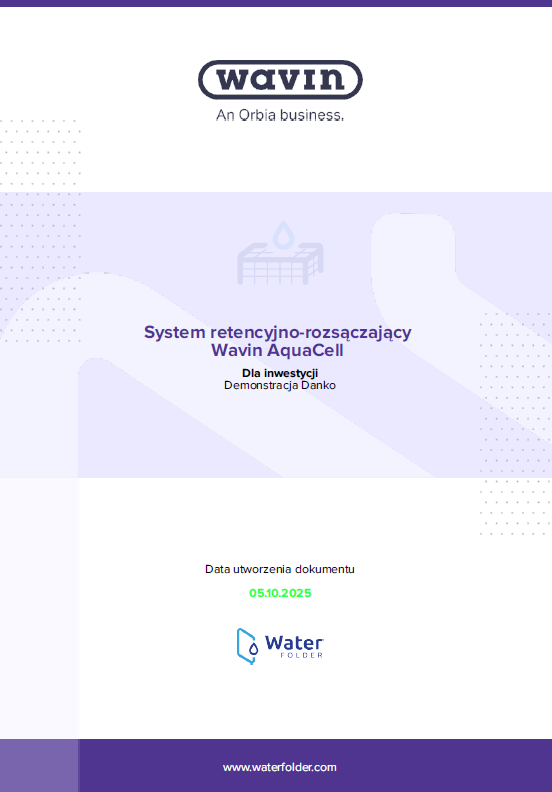 wavin
An Orbia business.
System retencyjno-rozsączający
Wavin AquaCell
Dla inwestycji
Demonstracja Danko
Data utworzenia dokumentu
05.10.2025
Water
FOLDER
www.waterfolder.com